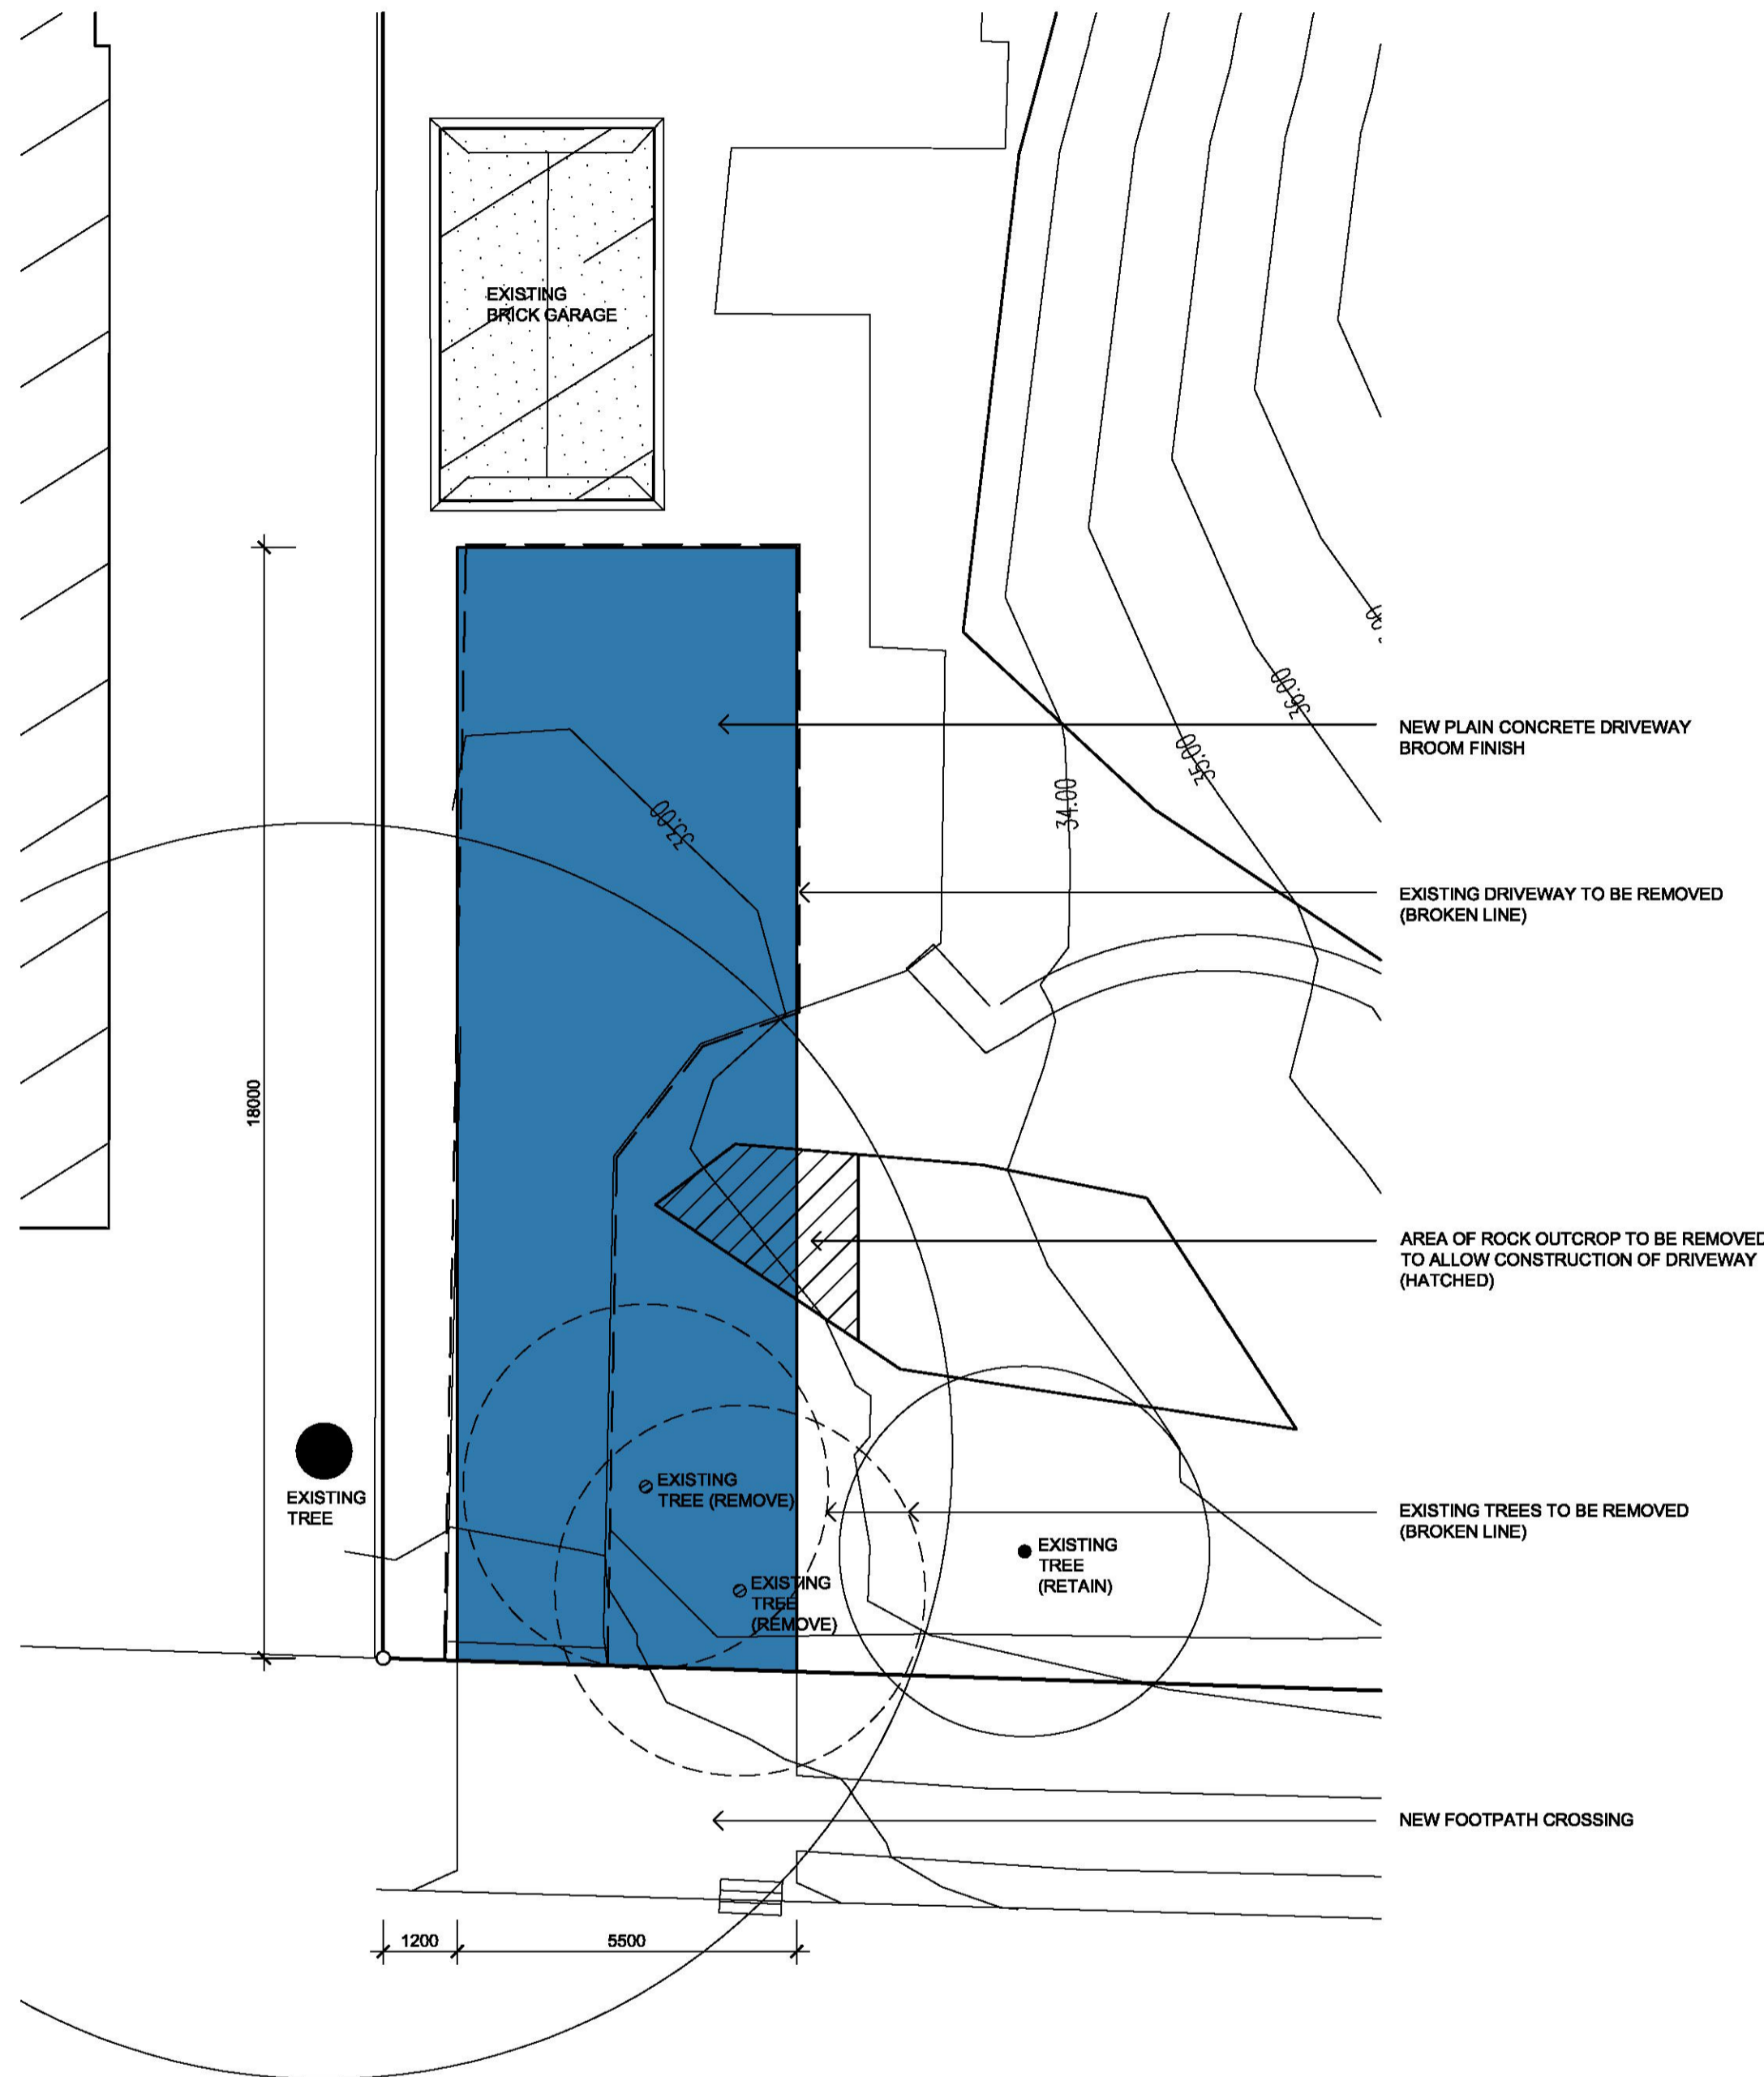 EXISTING
BRICK GARAGE
36.00
NEW PLAIN CONCRETE DRIVEWAY
BROOM FINISH
35.00
34.00
33.00
EXISTING DRIVEWAY TO BE REMOVED
(BROKEN LINE)
18000
AREA OF ROCK OUTCROP TO BE REMOVED
TO ALLOW CONSTRUCTION OF DRIVEWAY
(HATCHED)
EXISTING
TREE (REMOVE)
EXISTING
TREE
EXISTING TREES TO BE REMOVED
(BROKEN LINE)
EXISTING
TREE
(RETAIN)
EXISTING
TREE
(REMOVE)
NEW FOOTPATH CROSSING
1200
5500